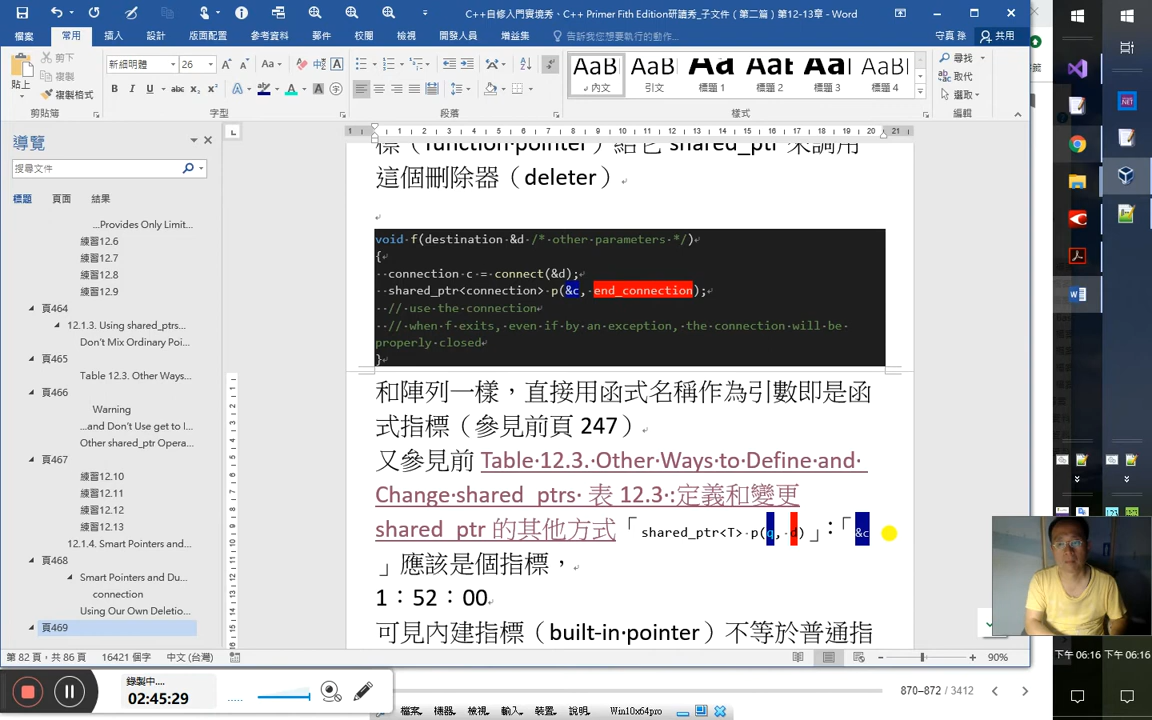 C++自修入門實境秀、C++ Primer Fith Edition研讀秀_子文件（第二篇）第12-13章 - Word
檔案 常用 插入 設計 版面配置 參考資料 郵件 校閱 檢視 開發人員 增益集 告訴我您想要執行的動作... 守真 孫 共用
貼上 剪下 複製 複製格式
新細明體 26
AaB AaBb Aa AaB AaB AaBb
內文 引文 標題 1 標題 2 標題 3 標題 4
尋找 取代 選取
剪貼簿 字型 段落 樣式 編輯
導覽
搜尋文件
標題 頁面 結果
...Provides Only Limit...
練習12.6
練習12.7
練習12.8
練習12.9
頁464
12.1.3. Using shared_ptrs...
Don't Mix Ordinary Poi...
頁465
Table 12.3. Other Ways...
頁466
Warning
...and Don't Use get to I...
Other shared_ptr Opera...
頁467
練習12.10
練習12.11
練習12.12
練習12.13
12.1.4. Smart Pointers and...
頁468
Smart Pointers and Du...
connection
Using Our Own Deletio...
頁469
標（function pointer）給它 shared_ptr 來調用
這個刪除器（deleter）
void f(destination &d /* other parameters */)
{
connection c = connect(&d);
shared_ptr<connection> p(&c, end_connection);
// use the connection
// when f exits, even if by an exception, the connection will be
properly closed
}
和陣列一樣，直接用函式名稱作為引數即是函
式指標（參見前頁 247）
又參見前 Table 12.3. Other Ways to Define and
Change shared_ptrs 表 12.3 :定義和變更
shared_ptr 的其他方式「shared_ptr<T> p(q, d)」：「&c
」應該是個指標，
1：52：00
可見內建指標（built-in pointer）不等於普通指
第 82 頁，共 86 頁 16421 個字 中文 (台灣) 90%
錄製中....
02:45:29
870–872 / 3412
檔案, 機器, 檢視, 輸入, 裝置, 說明, Win10x64pro
下午 06:16 下午 06:16